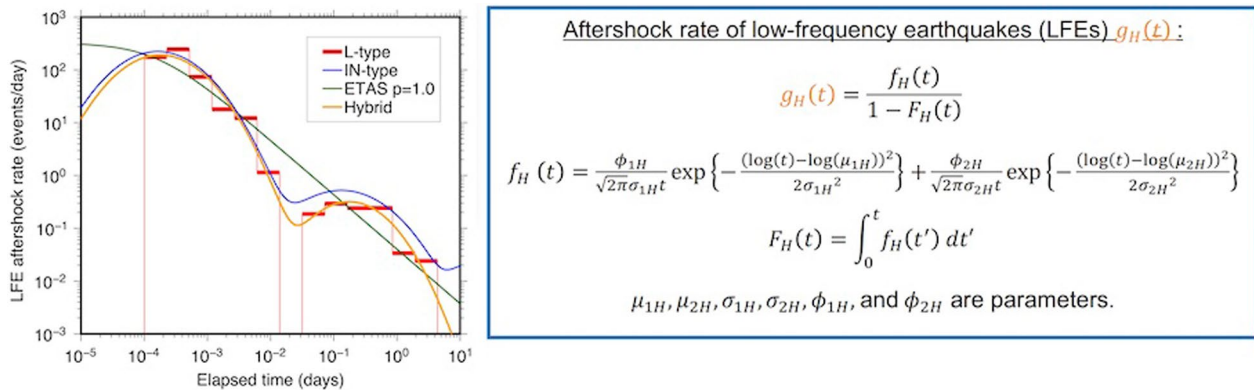 10³
10²
10¹
10⁰
10⁻¹
10⁻²
10⁻³
LFE aftershock rate (events/day)
L-type
IN-type
ETAS p=1.0
Hybrid
10⁻⁵ 10⁻⁴ 10⁻³ 10⁻² 10⁻¹ 10⁰ 10¹
Elapsed time (days)
Aftershock rate of low-frequency earthquakes (LFEs) g_H(t) :
g_H(t) = f_H(t) / (1 − F_H(t))
f_H (t) = ϕ_1H / (√2π σ_1H t) exp {− (log(t)−log(μ_1H))² / 2σ_1H²} + ϕ_2H / (√2π σ_2H t) exp {− (log(t)−log(μ_2H))² / 2σ_2H²}
F_H(t) = ∫₀ᵗ f_H(t′) dt′
μ_1H, μ_2H, σ_1H, σ_2H, ϕ_1H, and ϕ_2H are parameters.